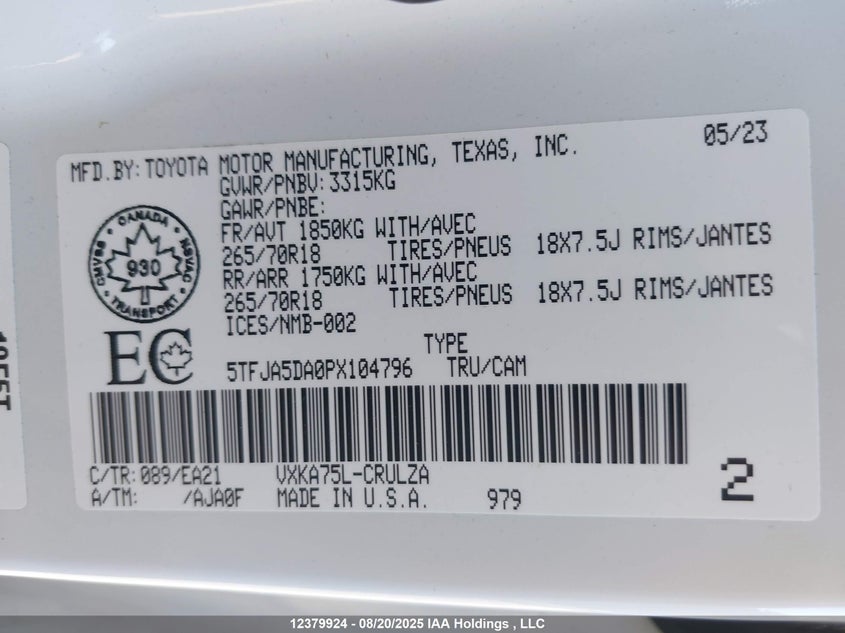 MFD.BY: TOYOTA MOTOR MANUFACTURING, TEXAS, INC. 05/23
GVWR/PNBV: 3315KG
GAWR/PNBE:
FR/AVT 1850KG WITH/AVEC
265/70R18 TIRES/PNEUS 18X7.5J RIMS/JANTES
RR/ARR 1750KG WITH/AVEC
265/70R18 TIRES/PNEUS 18X7.5J RIMS/JANTES
ICES/NMB-002
CANADA
CMVSS 930 NSVAC
TRANSPORT
EC
TYPE
5TFJA5DA0PX104796 TRU/CAM
C/TR: 089/EA21 VXKA75L-CRULZA
A/TM: /AJA0F MADE IN U.S.A. 979
2
12379924 - 08/20/2025 IAA Holdings , LLC